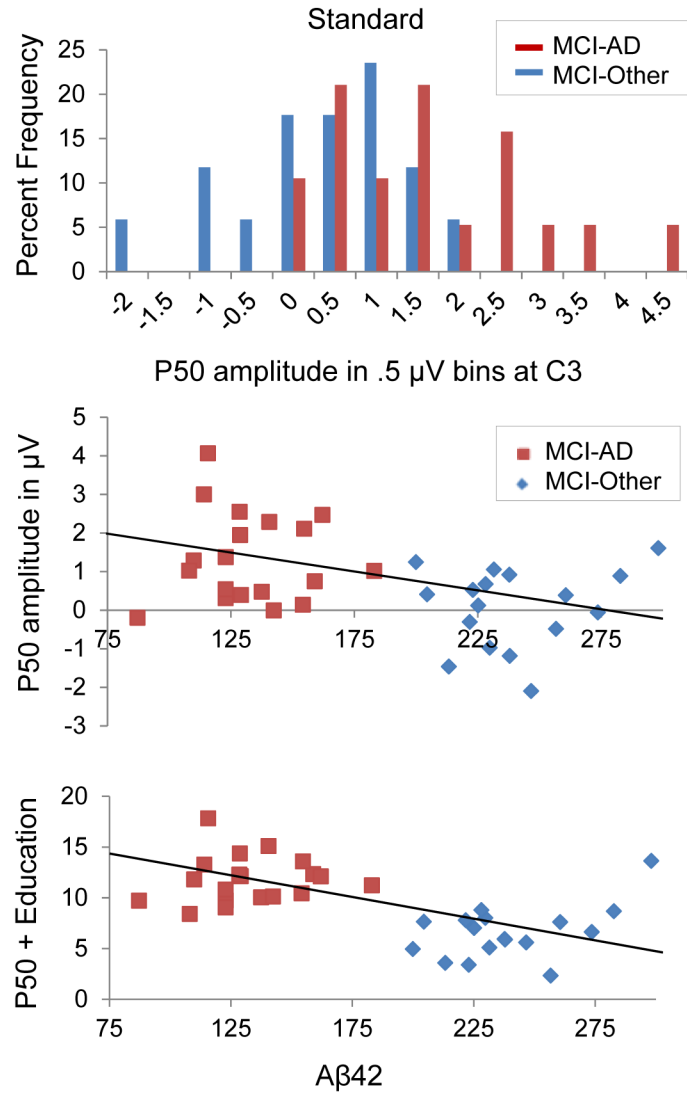 Standard
MCI-AD
MCI-Other
Percent Frequency
25
20
15
10
5
0
-2 -1.5 -1 -0.5 0 0.5 1 1.5 2 2.5 3 3.5 4 4.5
P50 amplitude in .5 µV bins at C3
P50 amplitude in µV
MCI-AD
MCI-Other
5
4
3
2
1
0
-1
-2
-3
75 125 175 225 275
P50 + Education
20
15
10
5
0
75 125 175 225 275
Aβ42